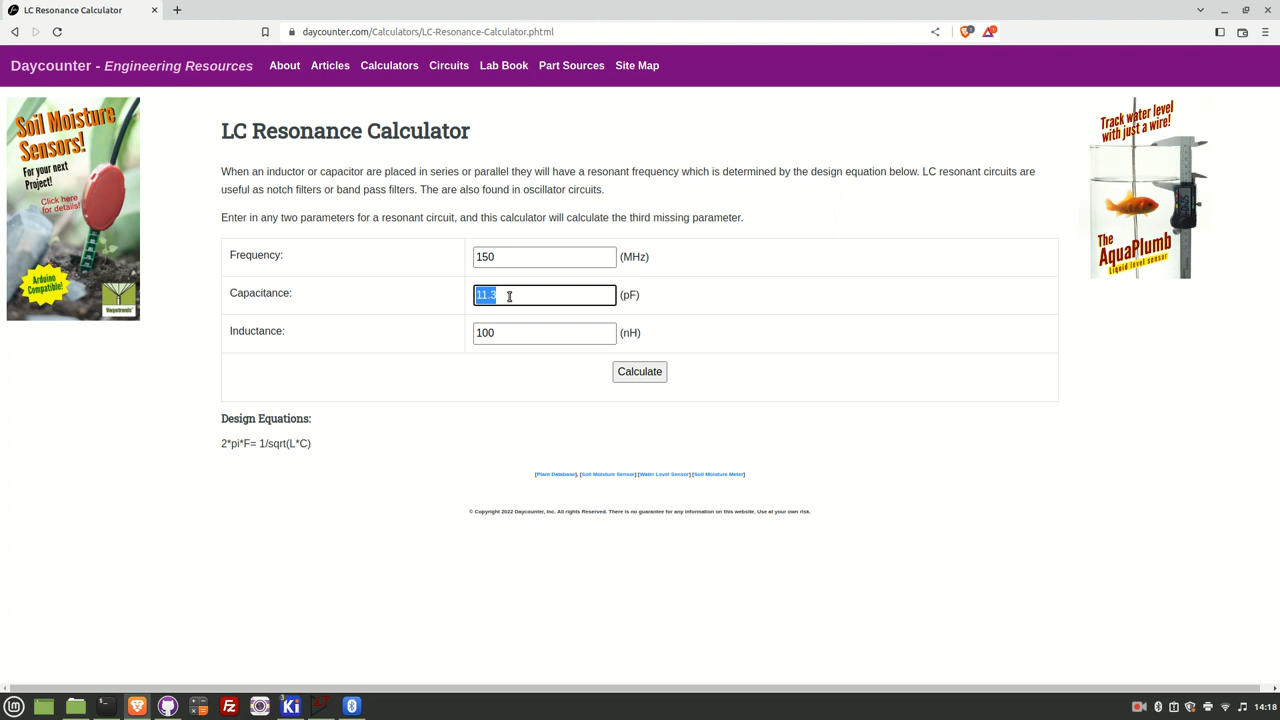 LC Resonance Calculator
daycounter.com/Calculators/LC-Resonance-Calculator.phtml
Daycounter - Engineering Resources About Articles Calculators Circuits Lab Book Part Sources Site Map
Soil Moisture
Sensors!
For your next
Project!
Click here
for details!
Arduino
Compatible!
Vegetronix
Track water level
with just a wire!
The
AquaPlumb
Liquid level sensor
LC Resonance Calculator
When an inductor or capacitor are placed in series or parallel they will have a resonant frequency which is determined by the design equation below. LC resonant circuits are
useful as notch filters or band pass filters. The are also found in oscillator circuits.
Enter in any two parameters for a resonant circuit, and this calculator will calculate the third missing parameter.
Frequency: 150 (MHz)
Capacitance: 11.3 (pF)
Inductance: 100 (nH)
Calculate
Design Equations:
2*pi*F= 1/sqrt(L*C)
[Plant Database], [Soil Moisture Sensor] [Water Level Sensor] [Soil Moisture Meter]
© Copyright 2022 Daycounter, Inc. All rights Reserved. There is no guarantee for any information on this website. Use at your own risk.
Fz 3 Ki 14:18